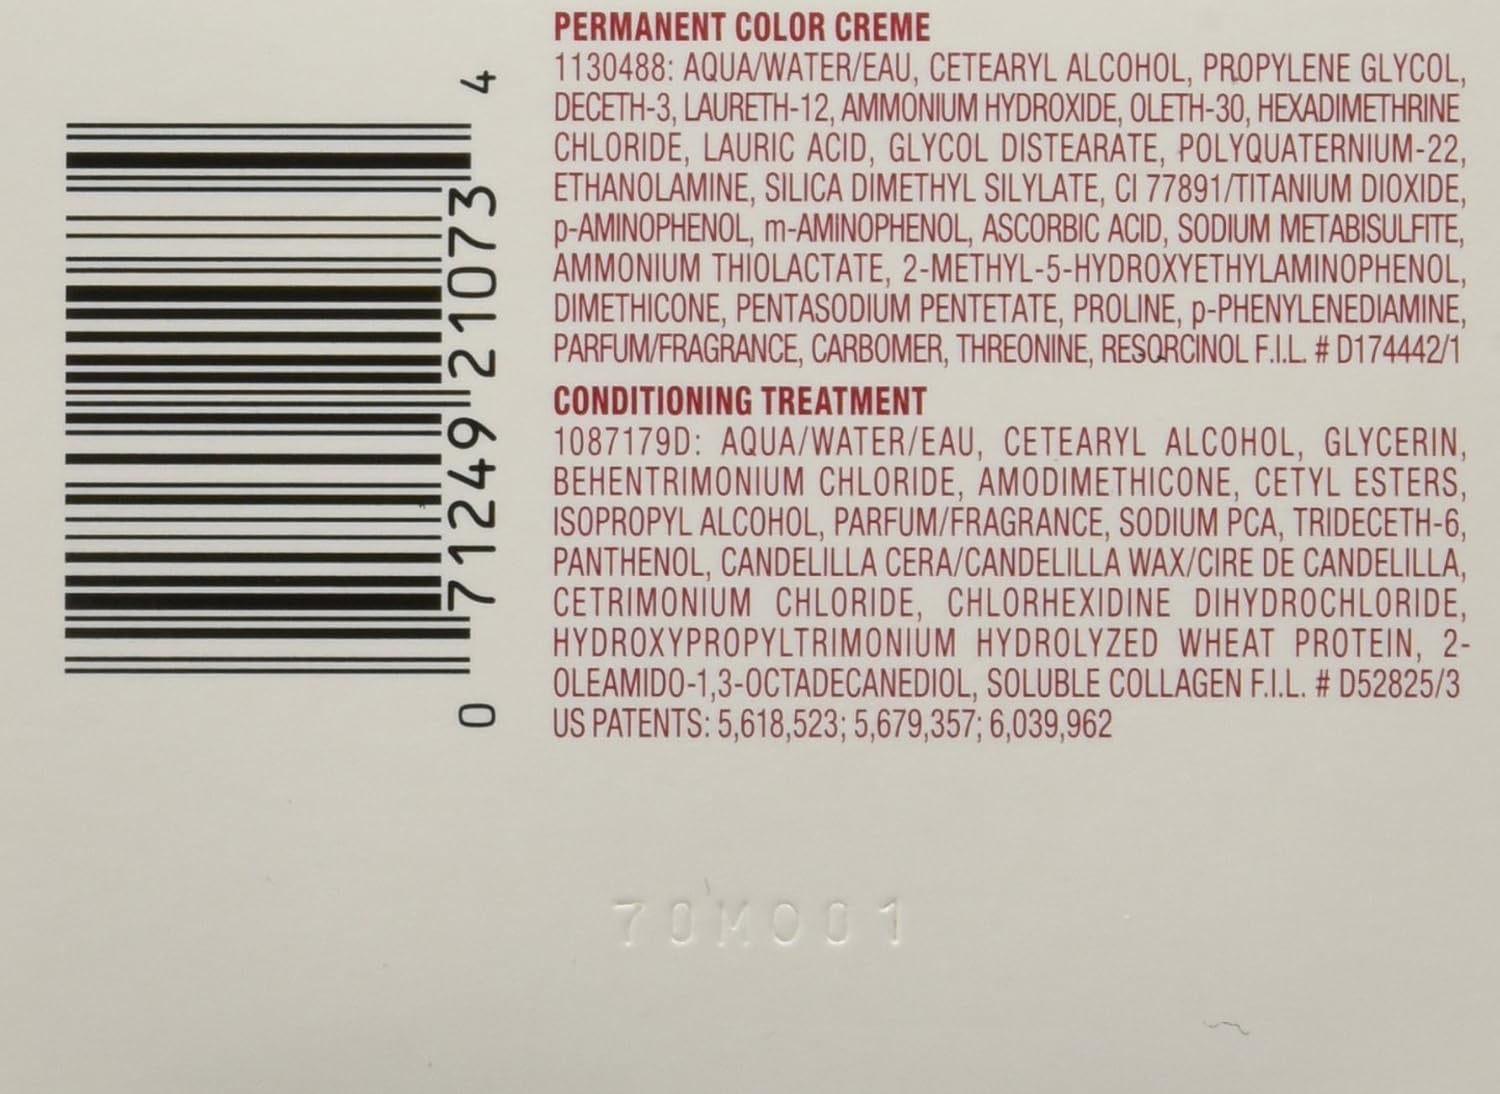 0 71249 21073 4
PERMANENT COLOR CREME
1130488: AQUA/WATER/EAU, CETEARYL ALCOHOL, PROPYLENE GLYCOL,
DECETH-3, LAURETH-12, AMMONIUM HYDROXIDE, OLETH-30, HEXADIMETHRINE
CHLORIDE, LAURIC ACID, GLYCOL DISTEARATE, POLYQUATERNIUM-22,
ETHANOLAMINE, SILICA DIMETHYL SILYLATE, CI 77891/TITANIUM DIOXIDE,
p-AMINOPHENOL, m-AMINOPHENOL, ASCORBIC ACID, SODIUM METABISULFITE,
AMMONIUM THIOLACTATE, 2-METHYL-5-HYDROXYETHYLAMINOPHENOL,
DIMETHICONE, PENTASODIUM PENTETATE, PROLINE, p-PHENYLENEDIAMINE,
PARFUM/FRAGRANCE, CARBOMER, THREONINE, RESORCINOL F.I.L. # D174442/1
CONDITIONING TREATMENT
1087179D: AQUA/WATER/EAU, CETEARYL ALCOHOL, GLYCERIN,
BEHENTRIMONIUM CHLORIDE, AMODIMETHICONE, CETYL ESTERS,
ISOPROPYL ALCOHOL, PARFUM/FRAGRANCE, SODIUM PCA, TRIDECETH-6,
PANTHENOL, CANDELILLA CERA/CANDELILLA WAX/CIRE DE CANDELILLA,
CETRIMONIUM CHLORIDE, CHLORHEXIDINE DIHYDROCHLORIDE,
HYDROXYPROPYLTRIMONIUM HYDROLYZED WHEAT PROTEIN, 2-
OLEAMIDO-1,3-OCTADECANEDIOL, SOLUBLE COLLAGEN F.I.L. # D52825/3
US PATENTS: 5,618,523; 5,679,357; 6,039,962
70M001